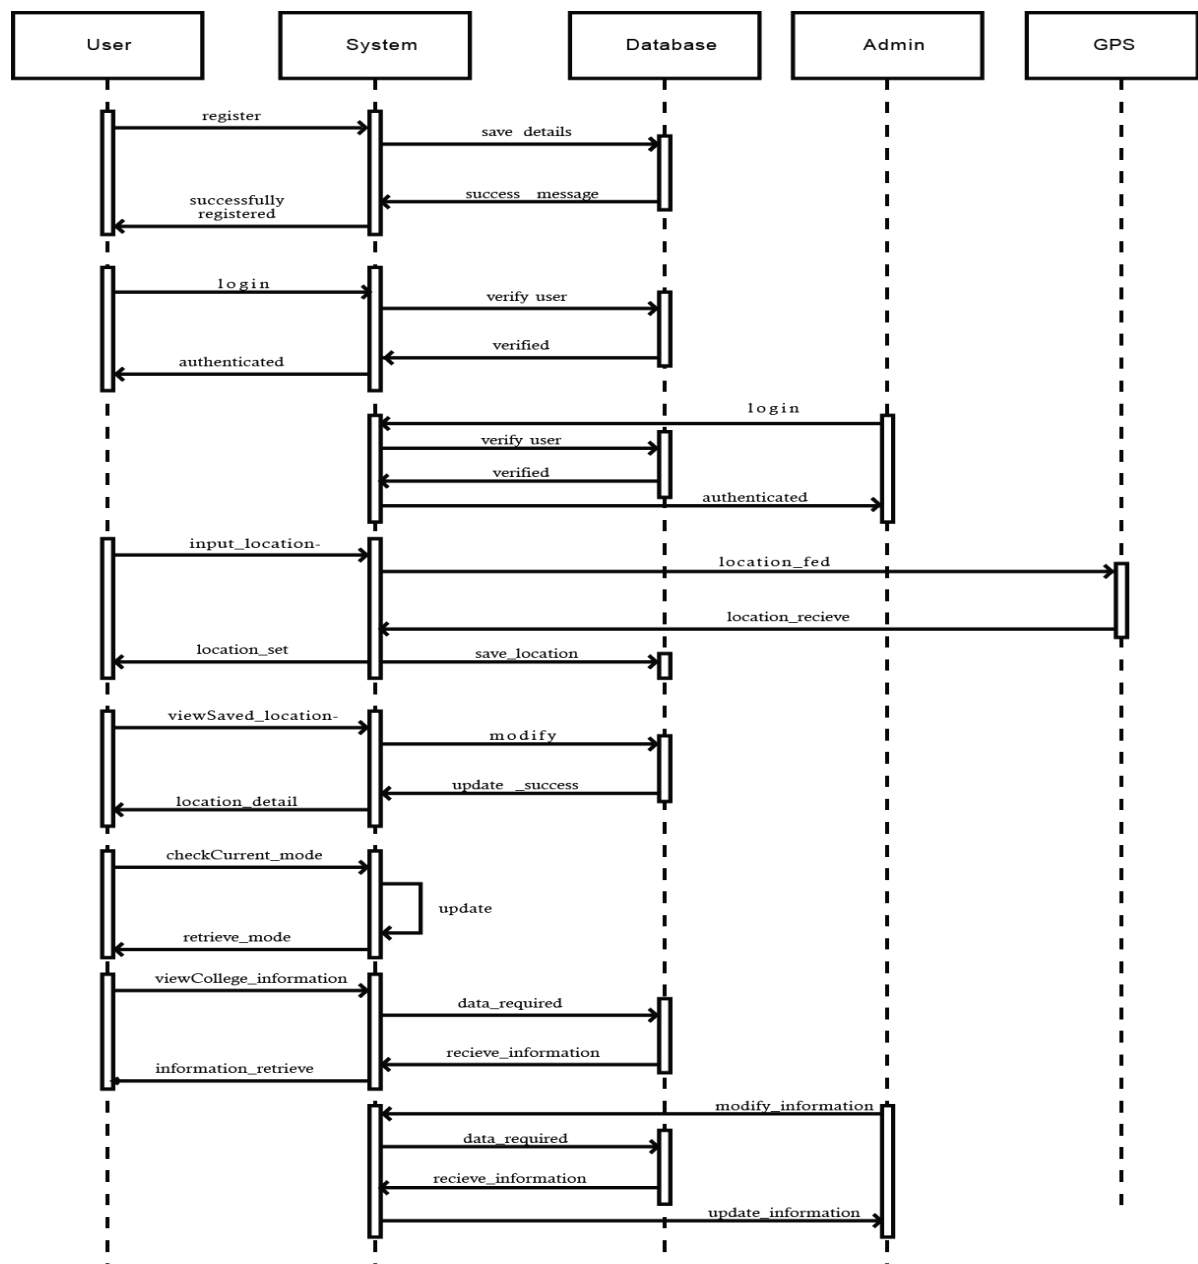 User
System
Database
Admin
GPS
register
save details
success message
successfully
registered
login
verify user
verified
authenticated
login
verify user
verified
authenticated
input_location-
location_fed
location_recieve
location_set
save_location
viewSaved_location-
modify
update _success
location_detail
checkCurrent_mode
update
retrieve_mode
viewCollege_information
data_required
recieve_information
information_retrieve
modify_information
data_required
recieve_information
update_information